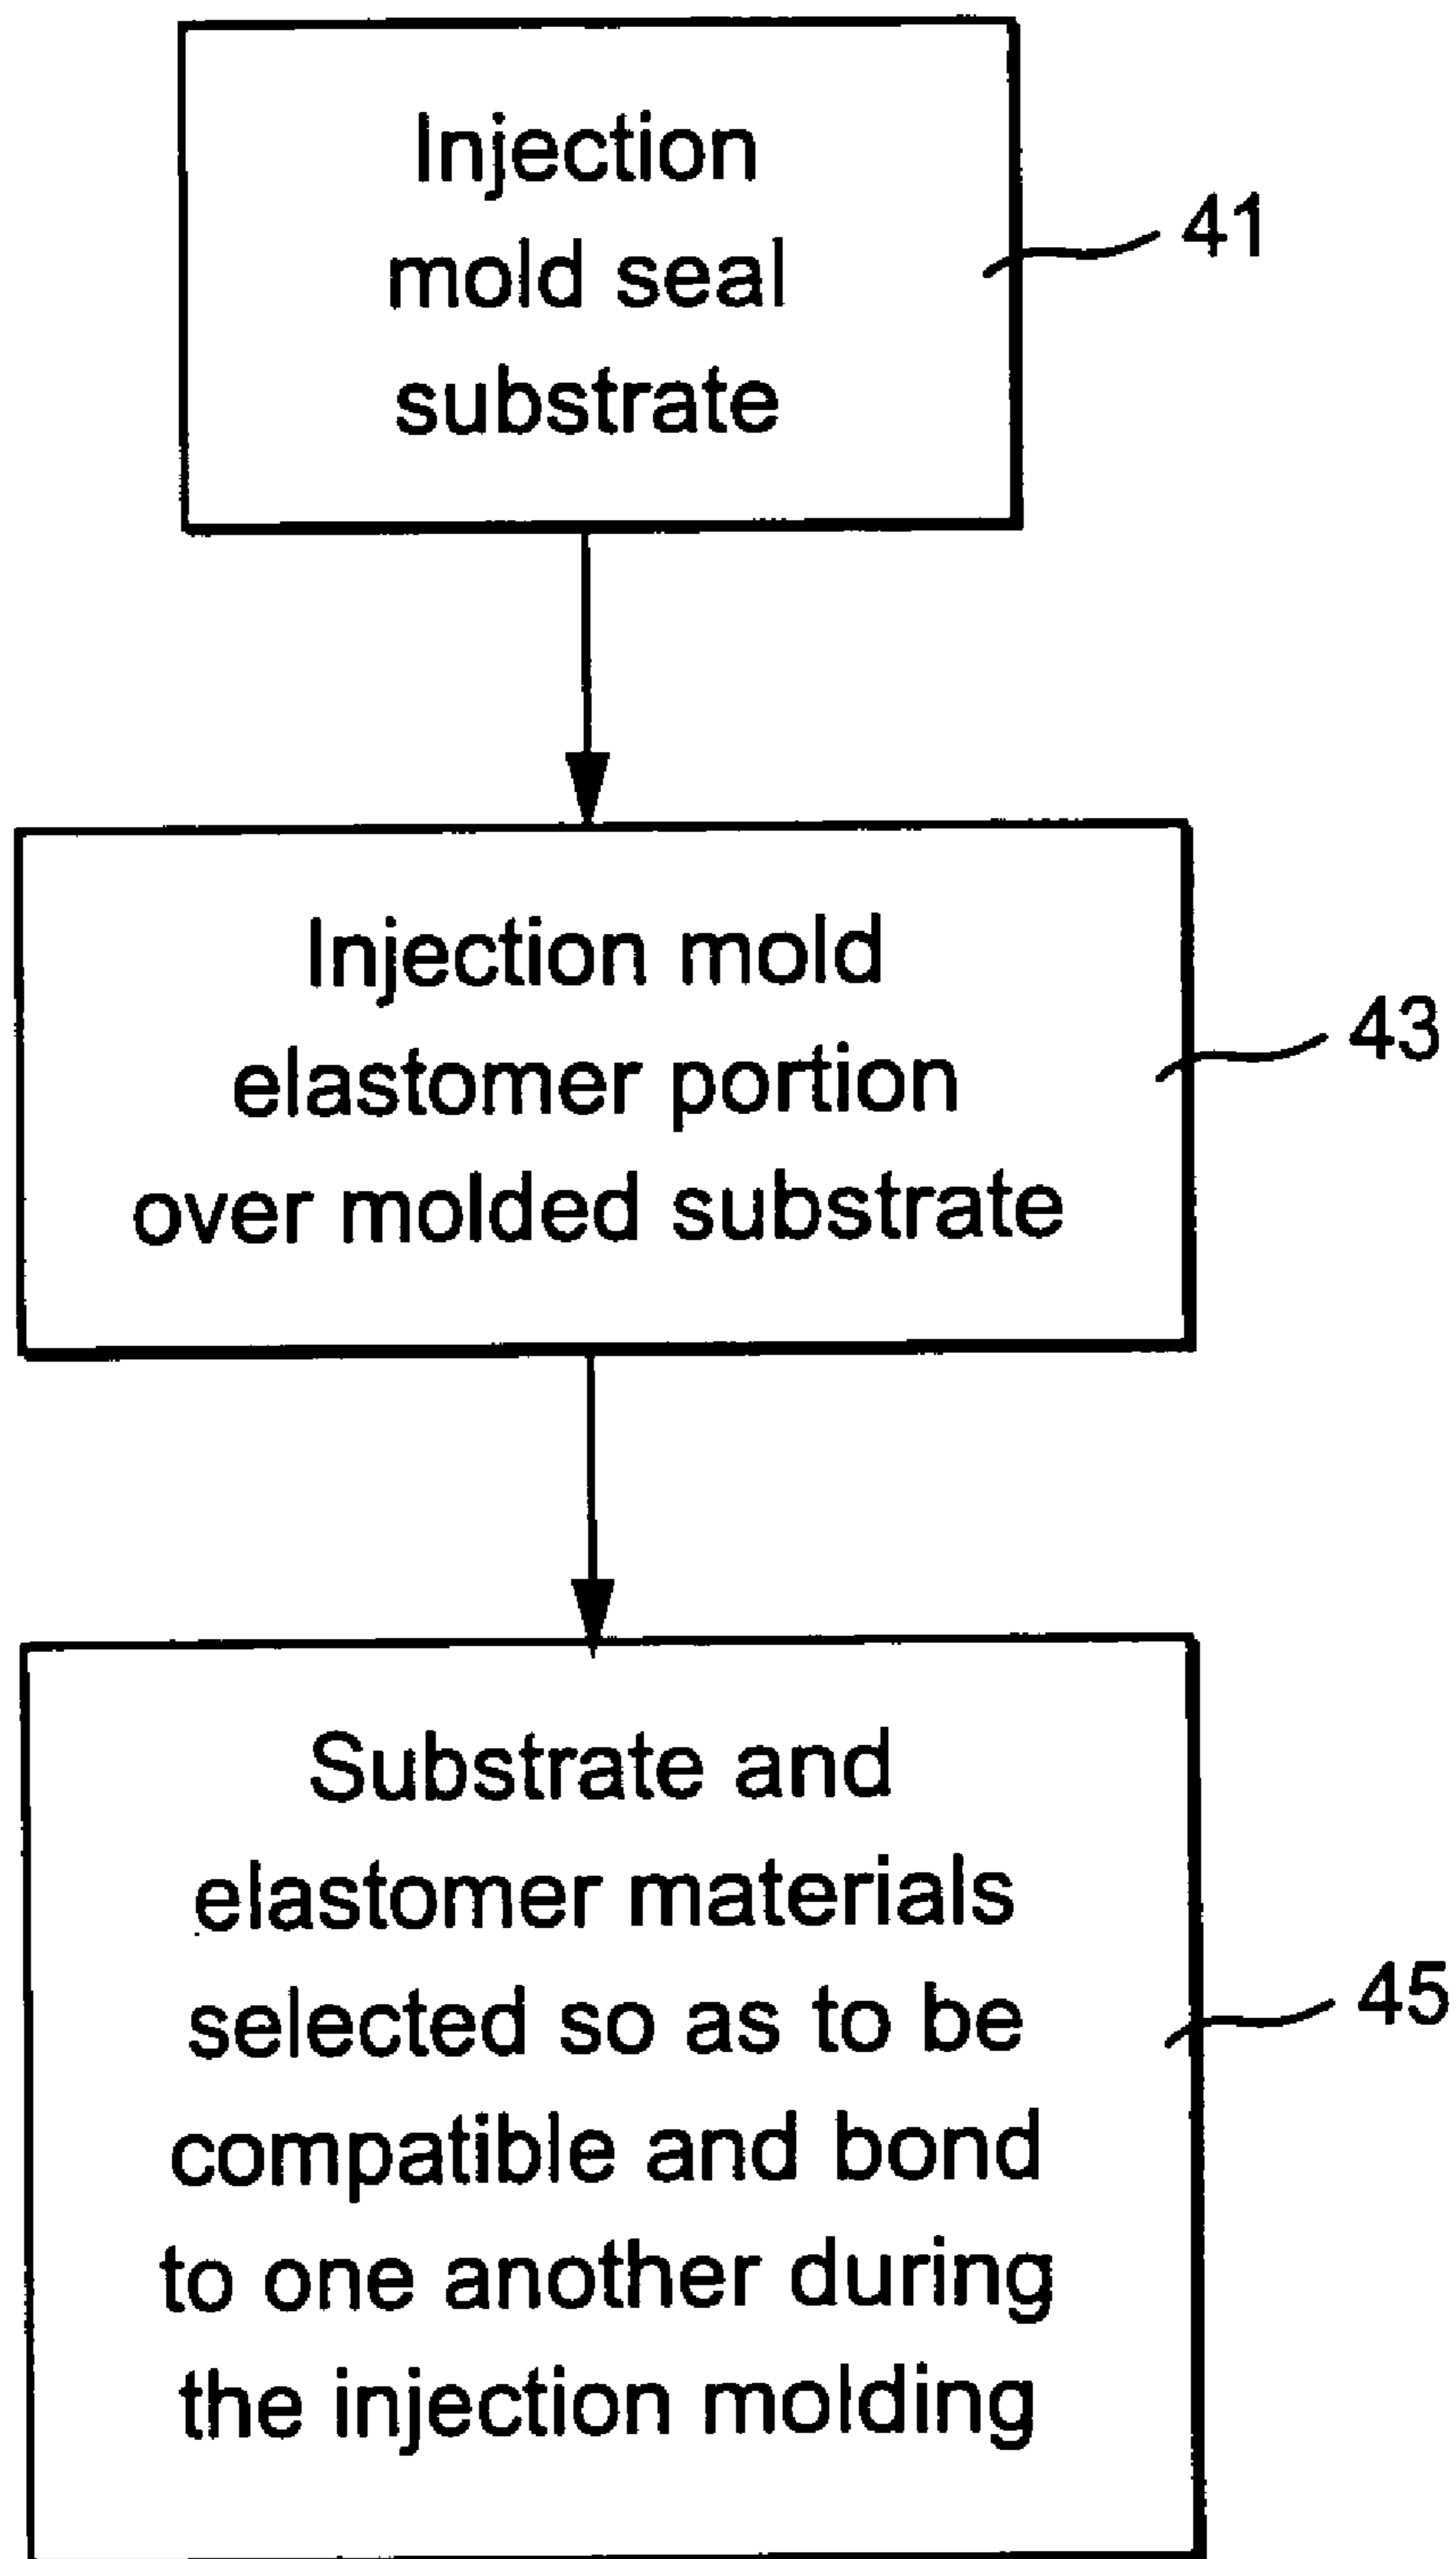 Injection
mold seal
substrate
41
Injection mold
elastomer portion
over molded substrate
43
Substrate and
elastomer materials
selected so as to be
compatible and bond
to one another during
the injection molding
45